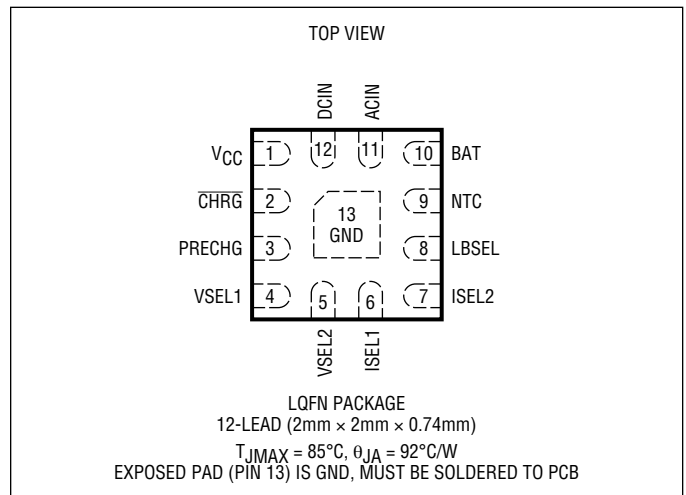 TOP VIEW
DCIN
ACIN
VCC 1
12
11
10 BAT
CHRG 2
9 NTC
13
GND
PRECHG 3
8 LBSEL
VSEL1 4
5
6
7 ISEL2
VSEL2
ISEL1
LQFN PACKAGE
12-LEAD (2mm × 2mm × 0.74mm)
TJMAX = 85°C, θJA = 92°C/W
EXPOSED PAD (PIN 13) IS GND, MUST BE SOLDERED TO PCB